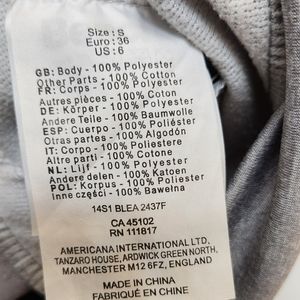 Size : S
Euro : 36
US : 6
GB: Body - 100% Polyester
Other Parts - 100% Cotton
FR: Corps - 100% Polyester
Autres pièces - 100% Coton
DE: Körper - 100% Polyester
Andere Teile - 100% Baumwolle
ESP: Cuerpo - 100% Poliéster
Otras partes - 100% Algodón
IT: Corpo - 100% Poliestere
Altre parti - 100% Cotone
NL: Lijf - 100% Polyester
Andere delen - 100% Katoen
POL: Korpus - 100% Poliester
Inne części - 100% Bawełna
14S1 BLEA 2437F
CA 45102
RN 111817
AMERICANA INTERNATIONAL LTD.
TANZARO HOUSE, ARDWICK GREEN NORTH,
MANCHESTER M12 6FZ, ENGLAND
MADE IN CHINA
FABRIQUÉ EN CHINE